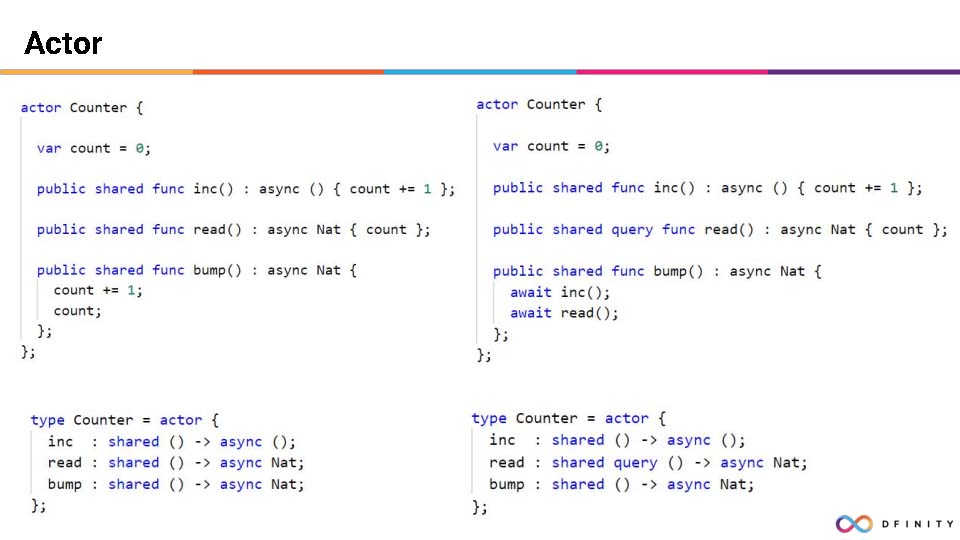 Actor
actor Counter {
var count = 0;
public shared func inc() : async () { count += 1 };
public shared func read() : async Nat { count };
public shared func bump() : async Nat {
count += 1;
count;
};
};
type Counter = actor {
inc : shared () -> async ();
read : shared () -> async Nat;
bump : shared () -> async Nat;
};
actor Counter {
var count = 0;
public shared func inc() : async () { count += 1 };
public shared query func read() : async Nat { count };
public shared func bump() : async Nat {
await inc();
await read();
};
};
type Counter = actor {
inc : shared () -> async ();
read : shared query () -> async Nat;
bump : shared () -> async Nat;
};
DFINITY